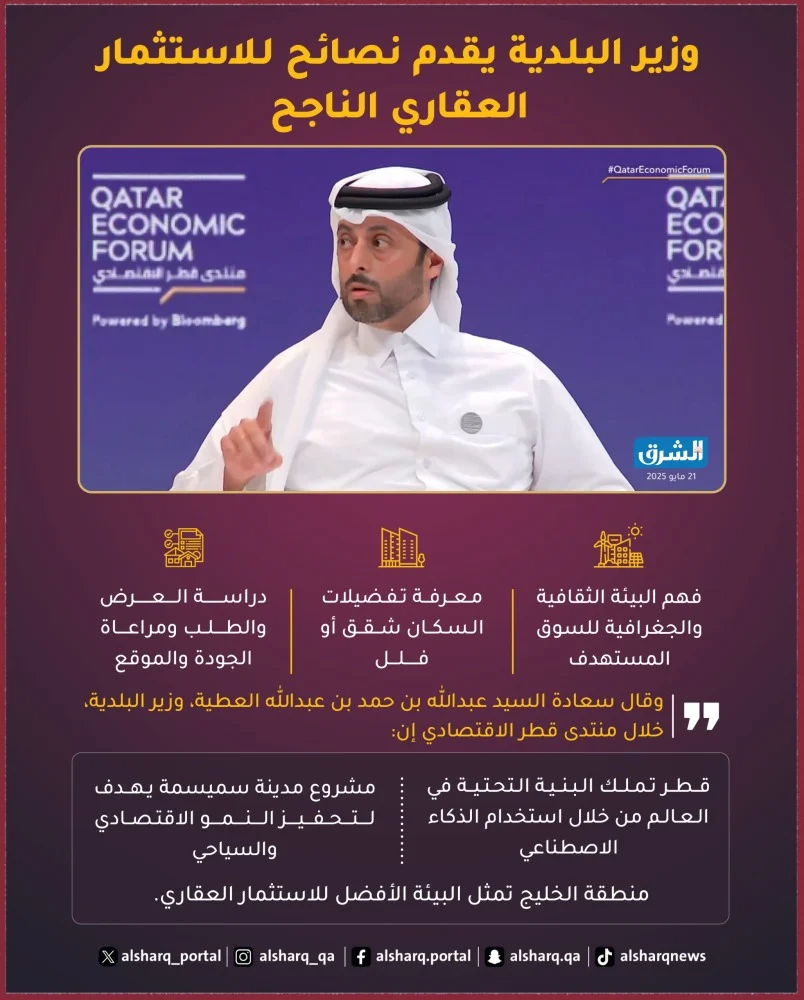 وزير البلدية يقدم نصائح للاستثمار
العقاري الناجح
#QatarEconomicForum
QATAR
ECONOMIC
FORUM
منتدى قطر الاقتصادي
Powered by Bloomberg
QAT
ECO
FOR
Powered
الشرق
21 مايو 2025
فهم البيئة الثقافية
والجغرافية للسوق
المستهدف
معرفة تفضيلات
السكان شقق أو
فلل
دراسة العرض
والطلب ومراعاة
الجودة والموقع
وقال سعادة السيد عبدالله بن حمد بن عبدالله العطية، وزير البلدية،
خلال منتدى قطر الاقتصادي إن:
قطر تملك البنية التحتية في
العالم من خلال استخدام الذكاء
الاصطناعي
مشروع مدينة سميسمة يهدف
لتحفيز النمو الاقتصادي
والسياحي
منطقة الخليج تمثل البيئة الأفضل للاستثمار العقاري.
alsharq_portal alsharq_qa alsharq.portal alsharq.qa alsharqnews